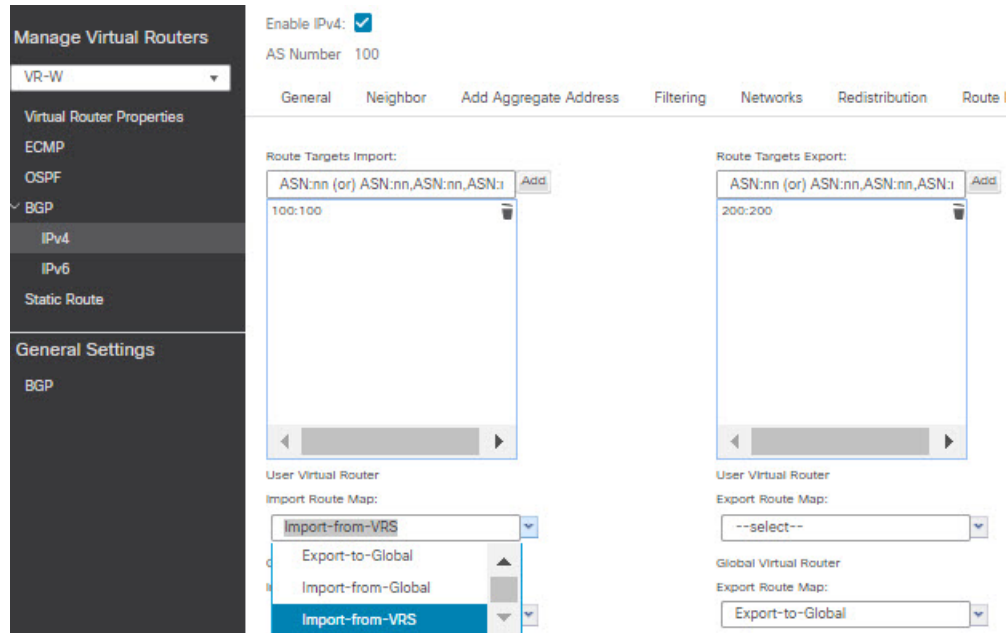 Manage Virtual Routers
VR-W
Virtual Router Properties
ECMP
OSPF
BGP
IPv4
IPv6
Static Route
General Settings
BGP
Enable IPv4:
AS Number 100
General Neighbor Add Aggregate Address Filtering Networks Redistribution Route
Route Targets Import:
ASN:nn (or) ASN:nn,ASN:nn,ASN: Add
100:100
User Virtual Router
Import Route Map:
Import-from-VRS
Export-to-Global
Import-from-Global
Import-from-VRS
Route Targets Export:
ASN:nn (or) ASN:nn,ASN:nn,ASN: Add
200:200
User Virtual Router
Export Route Map:
--select--
Global Virtual Router
Export Route Map:
Export-to-Global